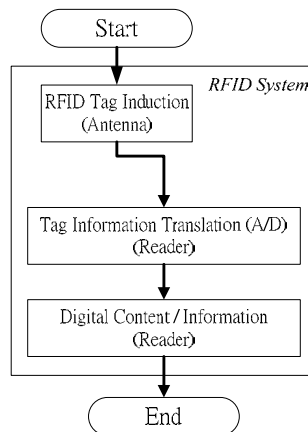 Start
RFID System
RFID Tag Induction
(Antenna)
Tag Information Translation (A/D)
(Reader)
Digital Content / Information
(Reader)
End